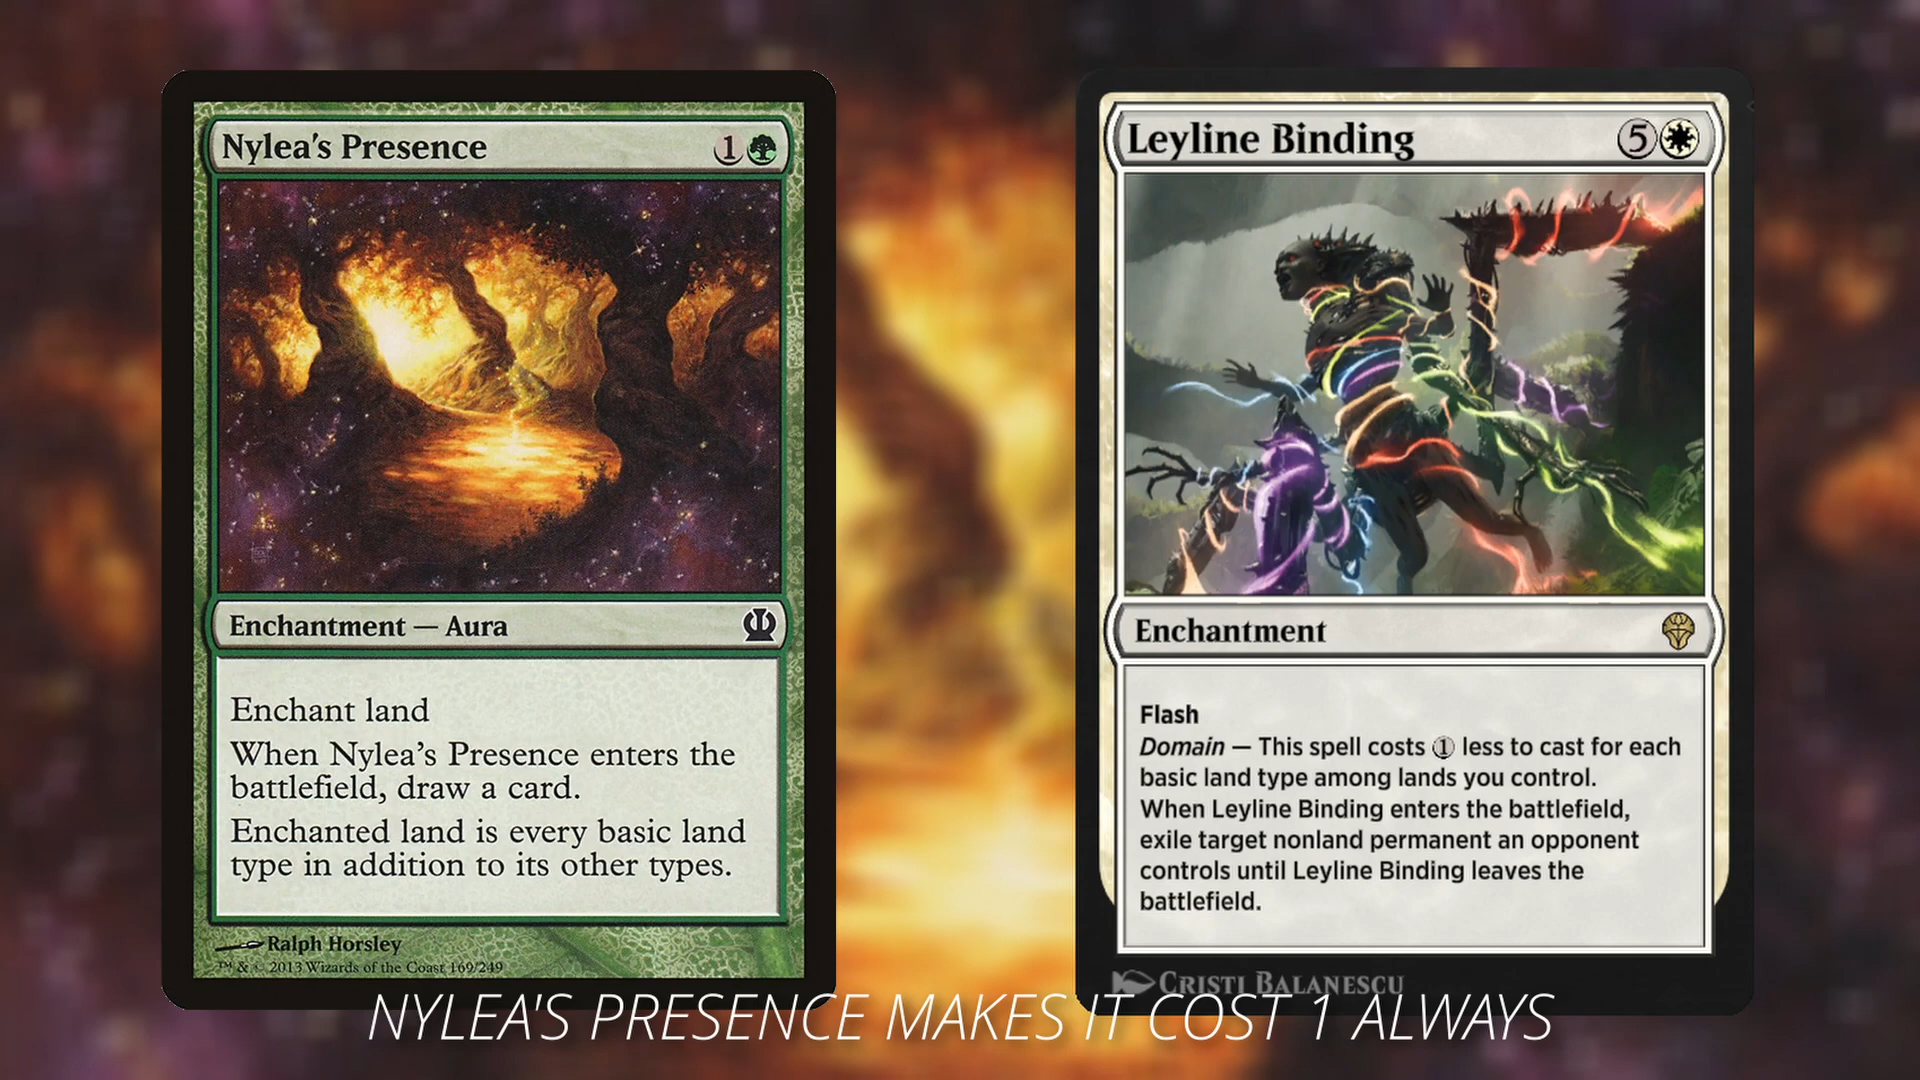 Nylea's Presence 1
Enchantment — Aura
Enchant land
When Nylea's Presence enters the
battlefield, draw a card.
Enchanted land is every basic land
type in addition to its other types.
Ralph Horsley
™ & © 2013 Wizards of the Coast 169/249
Leyline Binding 5
Enchantment
Flash
Domain — This spell costs 1 less to cast for each
basic land type among lands you control.
When Leyline Binding enters the battlefield,
exile target nonland permanent an opponent
controls until Leyline Binding leaves the
battlefield.
CRISTI BALANESCU
NYLEA'S PRESENCE MAKES IT COST 1 ALWAYS